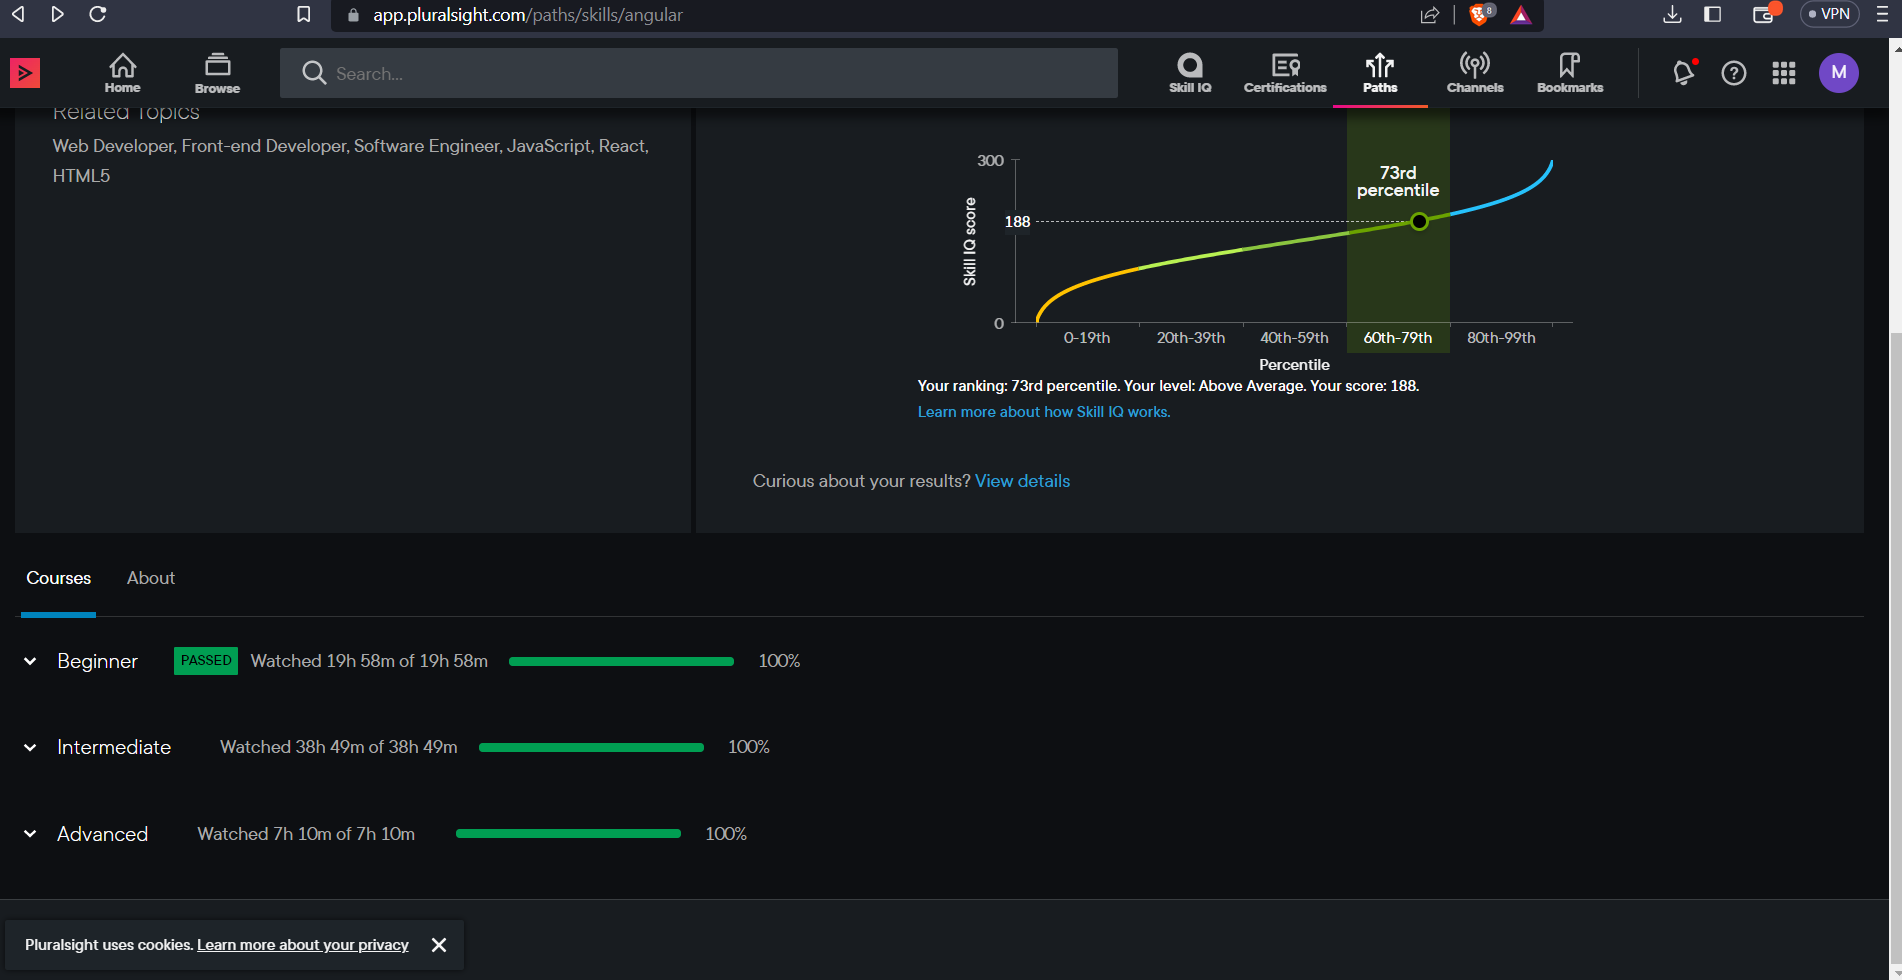 app.pluralsight.com/paths/skills/angular
8
VPN
Home
Browse
Search...
Skill IQ
Certifications
Paths
Channels
Bookmarks
M
Related Topics
Web Developer, Front-end Developer, Software Engineer, JavaScript, React,
HTML5
300
73rd
percentile
188
Skill IQ score
0
0-19th
20th-39th
40th-59th
60th-79th
80th-99th
Percentile
Your ranking: 73rd percentile. Your level: Above Average. Your score: 188.
Learn more about how Skill IQ works.
Curious about your results? View details
Courses
About
Beginner PASSED Watched 19h 58m of 19h 58m 100%
Intermediate Watched 38h 49m of 38h 49m 100%
Advanced Watched 7h 10m of 7h 10m 100%
Pluralsight uses cookies. Learn more about your privacy